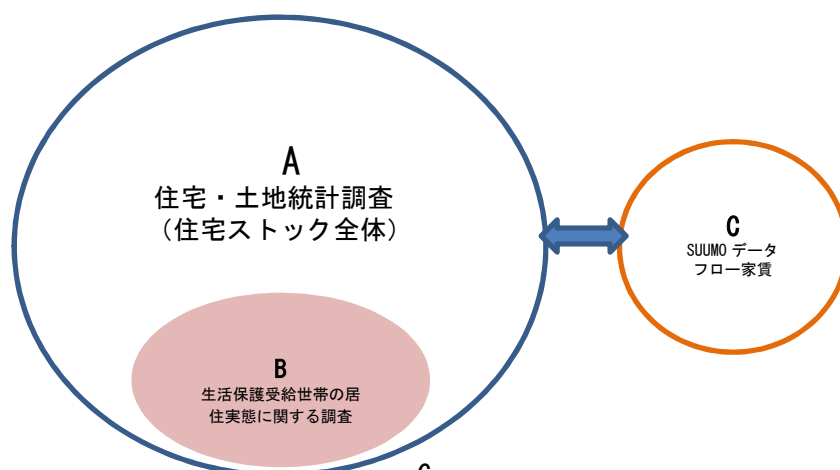 A
住宅・土地統計調査
（住宅ストック全体）
C
SUUMO データ
フロー家賃
B
生活保護受給世帯の居
住実態に関する調査